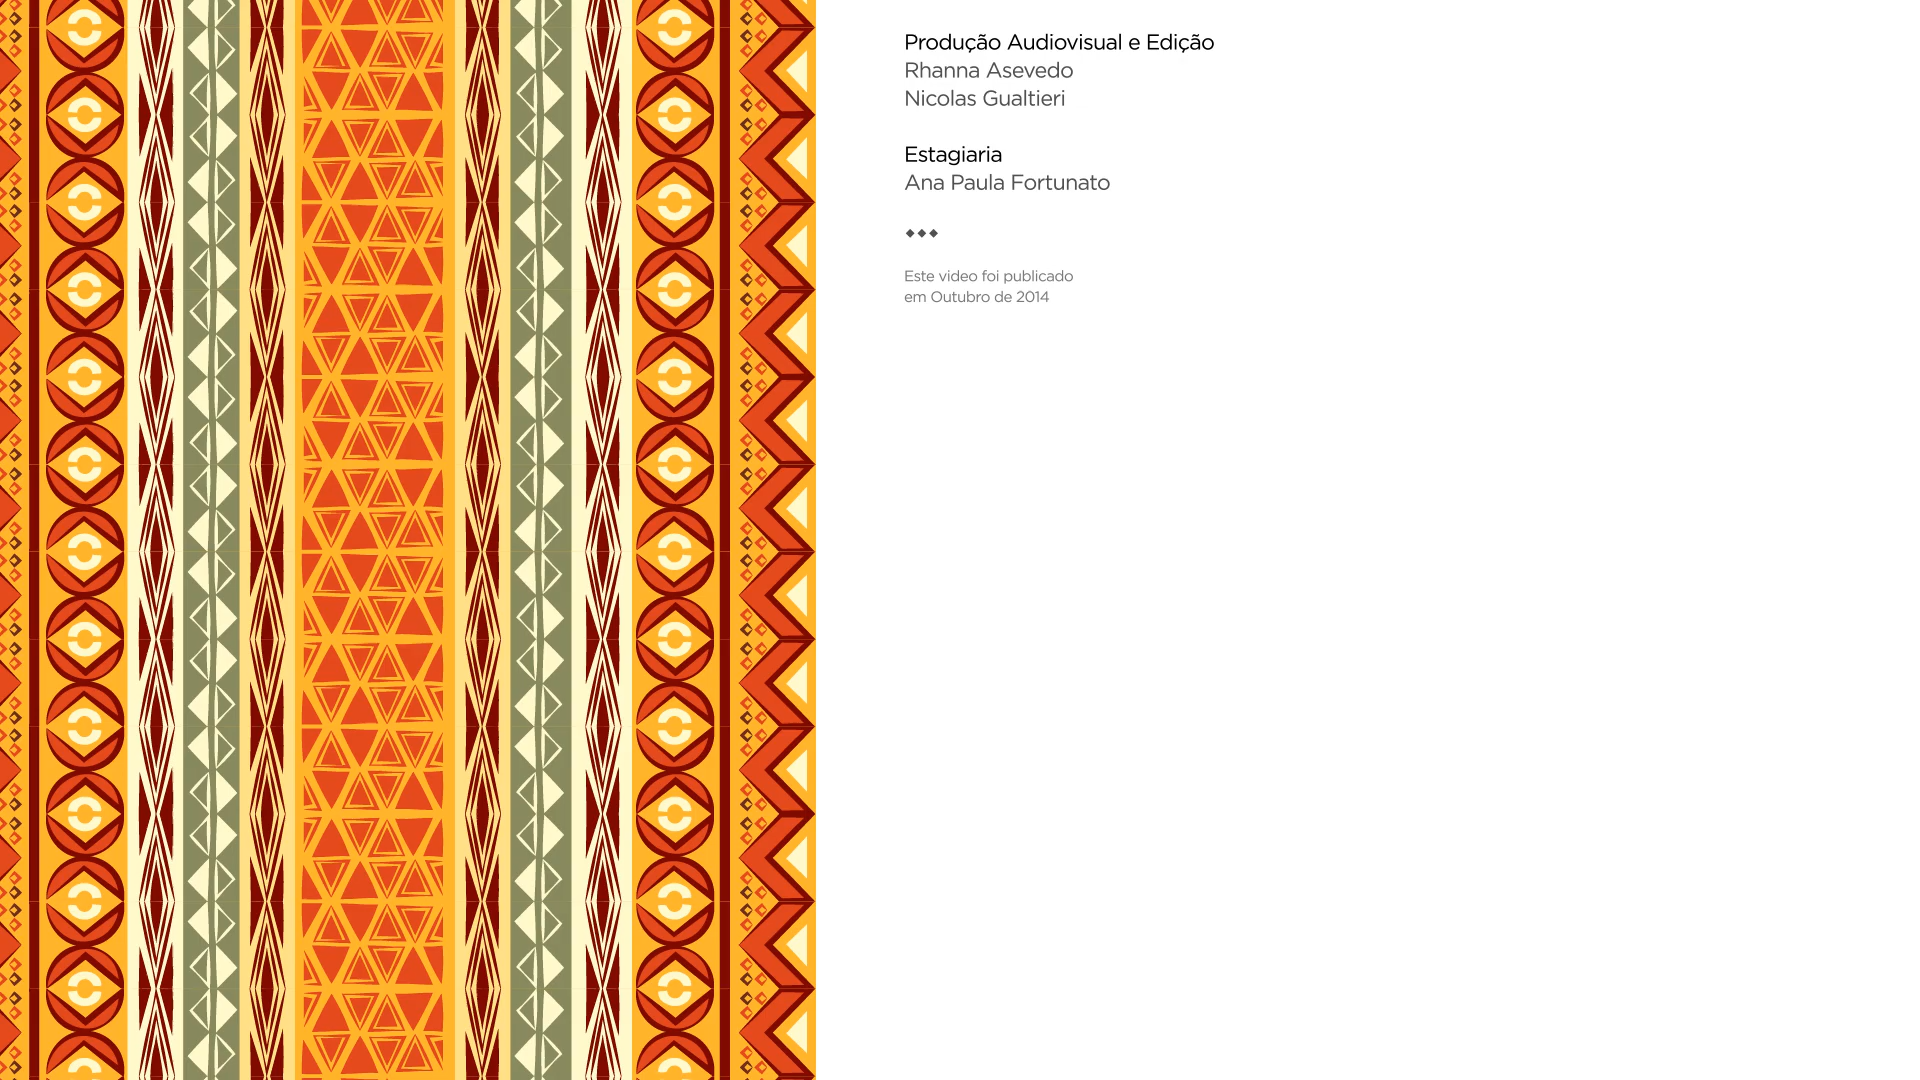 Produção Audiovisual e Edição
Rhanna Asevedo
Nicolas Gualtieri
Estagiaria
Ana Paula Fortunato
Este video foi publicado
em Outubro de 2014